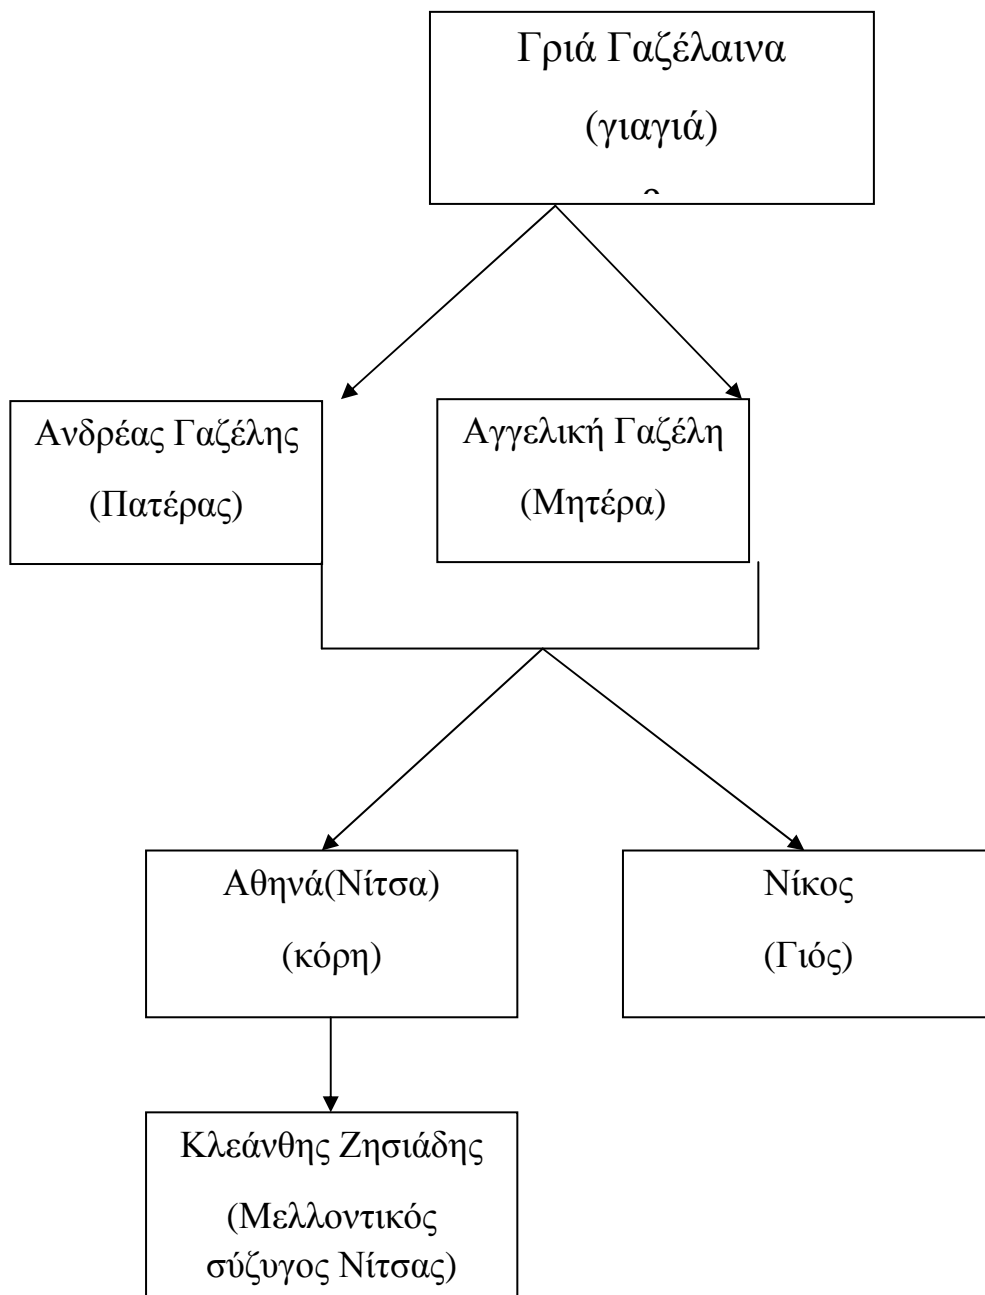 Γριά Γαζέλαινα
(γιαγιά)
Ανδρέας Γαζέλης
(Πατέρας)
Αγγελική Γαζέλη
(Μητέρα)
Αθηνά(Νίτσα)
(κόρη)
Νίκος
(Γιός)
Κλεάνθης Ζησιάδης
(Μελλοντικός
σύζυγος Νίτσας)